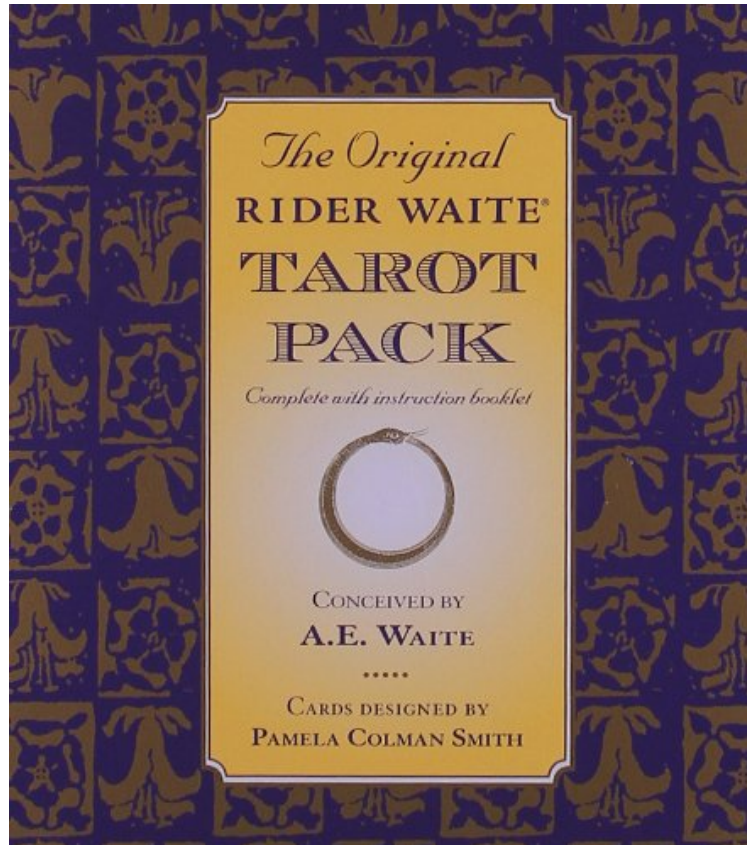 The Original
RIDER WAITE®
TAROT
PACK
Complete with instruction booklet
CONCEIVED BY
A.E. WAITE
•••••
CARDS DESIGNED BY
PAMELA COLMAN SMITH